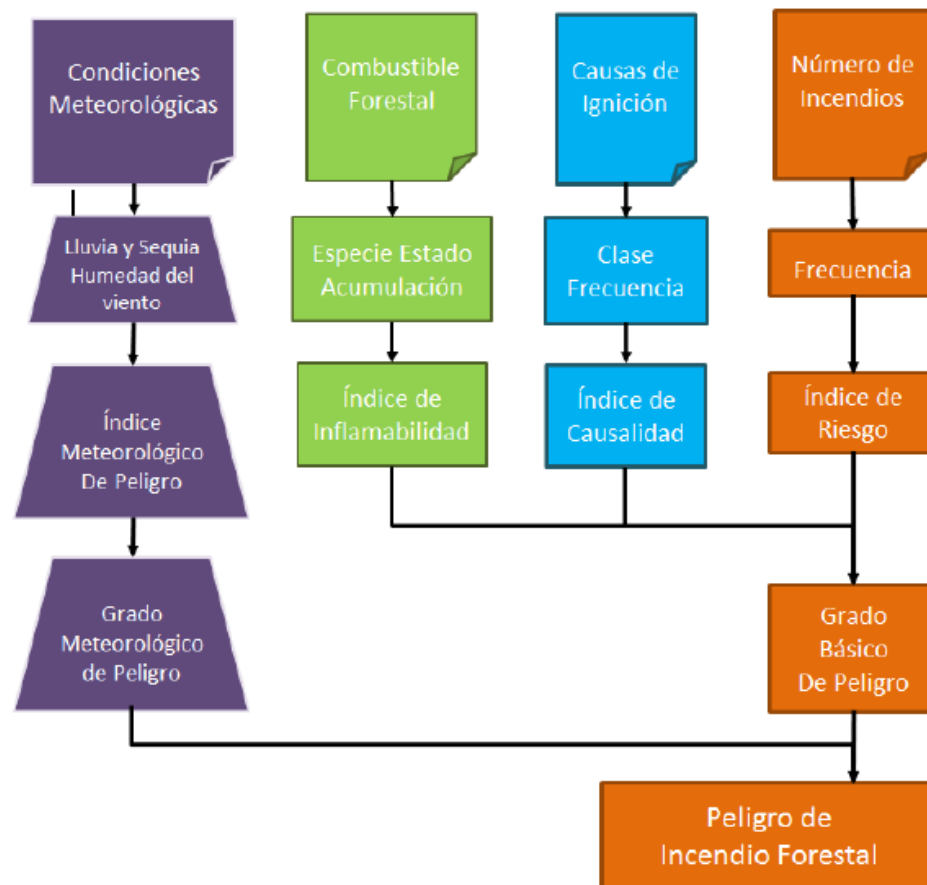 Condiciones
Meteorológicas
Combustible
Forestal
Causas de
Ignición
Número de
Incendios
Lluvia y Sequia
Humedad del
viento
Especie Estado
Acumulación
Clase
Frecuencia
Frecuencia
Índice
Meteorológico
De Peligro
Índice de
Inflamabilidad
Índice de
Causalidad
Índice de
Riesgo
Grado
Meteorológico
de Peligro
Grado
Básico
De Peligro
Peligro de
Incendio Forestal